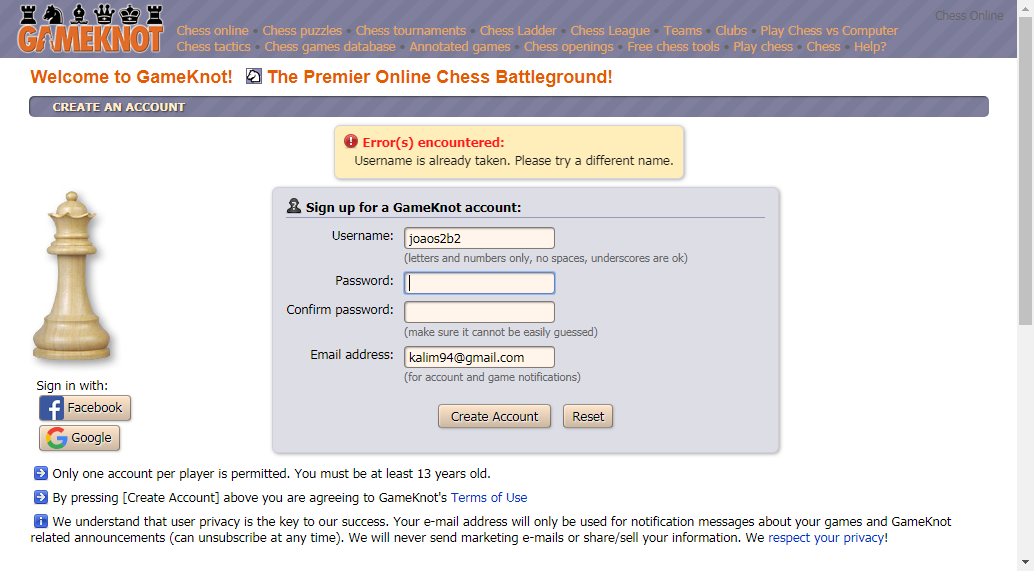 GAMEKNOT
Chess Online
Chess online • Chess puzzles • Chess tournaments • Chess Ladder • Chess League • Teams • Clubs • Play Chess vs Computer
Chess tactics • Chess games database • Annotated games • Chess openings • Free chess tools • Play chess • Chess • Help?
Welcome to GameKnot! The Premier Online Chess Battleground!
CREATE AN ACCOUNT
Error(s) encountered:
Username is already taken. Please try a different name.
Sign up for a GameKnot account:
Username: joaos2b2
(letters and numbers only, no spaces, underscores are ok)
Password:
Confirm password:
(make sure it cannot be easily guessed)
Email address: kalim94@gmail.com
(for account and game notifications)
Create Account Reset
Sign in with:
Facebook
Google
Only one account per player is permitted. You must be at least 13 years old.
By pressing [Create Account] above you are agreeing to GameKnot's Terms of Use
We understand that user privacy is the key to our success. Your e-mail address will only be used for notification messages about your games and GameKnot
related announcements (can unsubscribe at any time). We will never send marketing e-mails or share/sell your information. We respect your privacy!